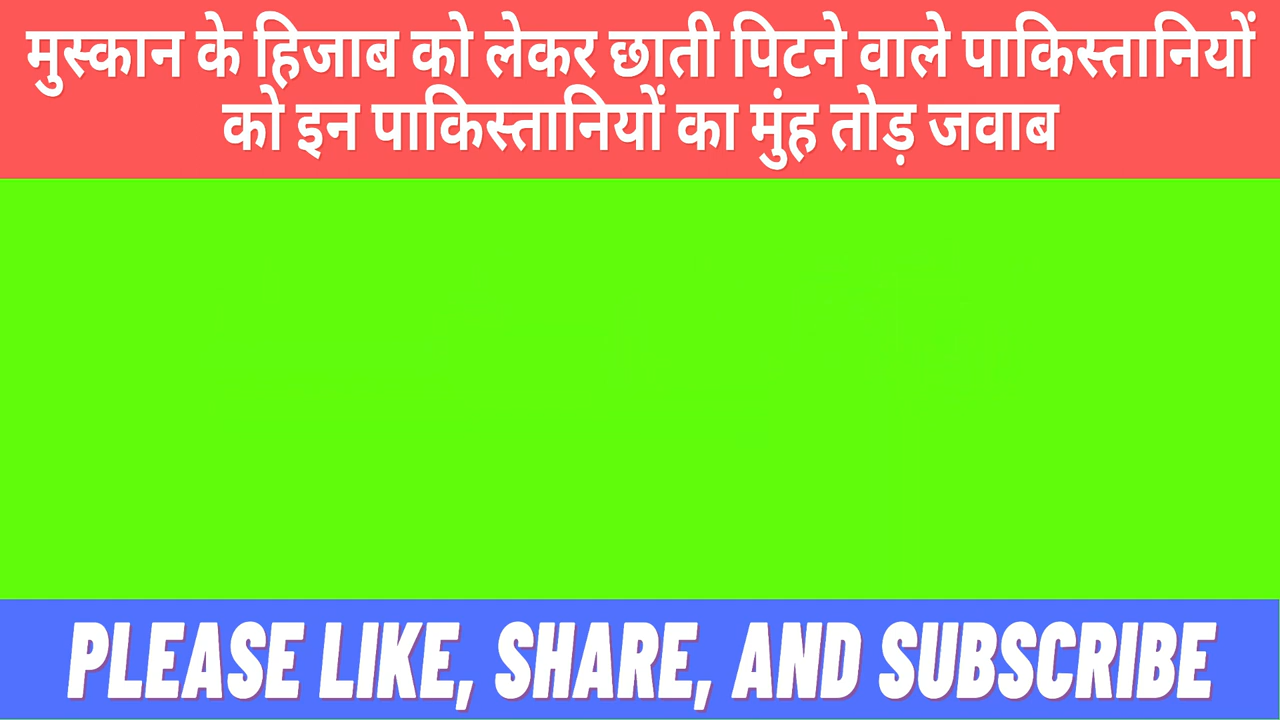 मुस्कान के हिजाब को लेकर छाती पिटने वाले पाकिस्तानियों
को इन पाकिस्तानियों का मुंह तोड़ जवाब
PLEASE LIKE, SHARE, AND SUBSCRIBE